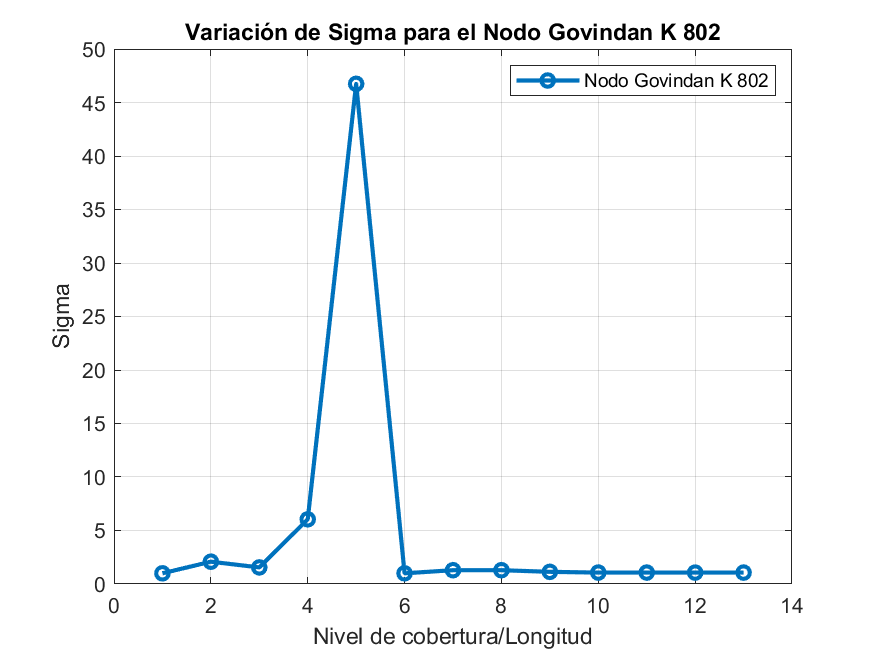 Variación de Sigma para el Nodo Govindan K 802
Nodo Govindan K 802
50
45
40
35
30
25
20
15
10
5
0
Sigma
0 2 4 6 8 10 12 14
Nivel de cobertura/Longitud